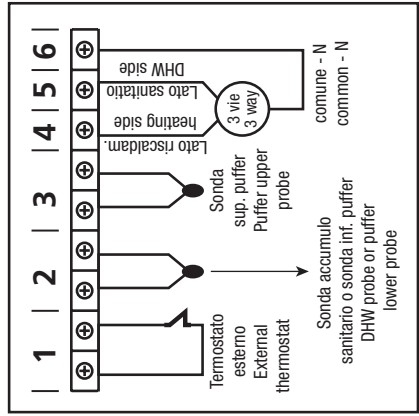 1
2
3
4
5
6
Termostato
esterno
External
thermostat
Sonda accumulo
sanitario o sonda inf. puffer
DHW probe or puffer
lower probe
Sonda
sup. puffer
Puffer upper
probe
Lato riscaldam.
heating side
Lato sanitatio
DHW side
3 vie
3 way
comune - N
common - N